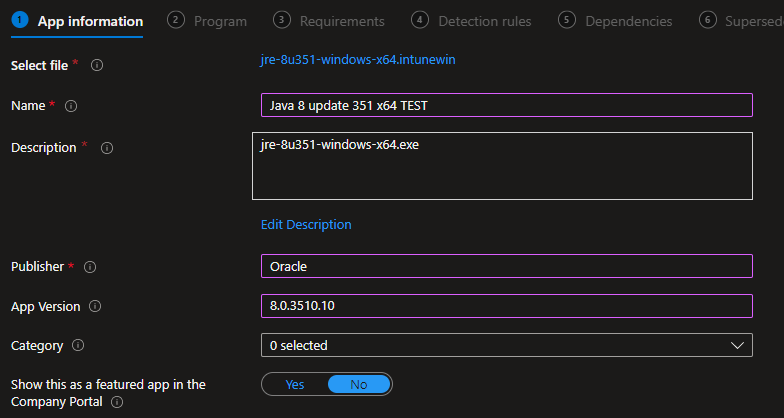 1 App information 2 Program 3 Requirements 4 Detection rules 5 Dependencies 6 Supersed
Select file * jre-8u351-windows-x64.intunewin
Name * Java 8 update 351 x64 TEST
Description * jre-8u351-windows-x64.exe
Edit Description
Publisher * Oracle
App Version 8.0.3510.10
Category 0 selected
Show this as a featured app in the Yes No
Company Portal